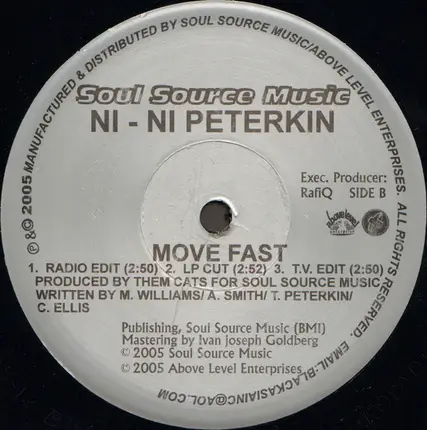 ℗ & © 2005 MANUFACTURED & DISTRIBUTED BY SOUL SOURCE MUSIC/ABOVE LEVEL ENTERPRISES. ALL RIGHTS RESERVED. EMAIL-BLACKASIAINC@AOL.COM
Soul Source Music
NI - NI PETERKIN
Exec. Producer:
RafiQ SIDE B
above level
MOVE FAST
1. RADIO EDIT (2:50) 2. LP CUT (2:52) 3. T.V. EDIT (2:50)
PRODUCED BY THEM CATS FOR SOUL SOURCE MUSIC
WRITTEN BY M. WILLIAMS/ A. SMITH/ T. PETERKIN/
C. ELLIS
Publishing, Soul Source Music (BMI)
Mastering by Ivan Joseph Goldberg
© 2005 Soul Source Music
© 2005 Above Level Enterprises